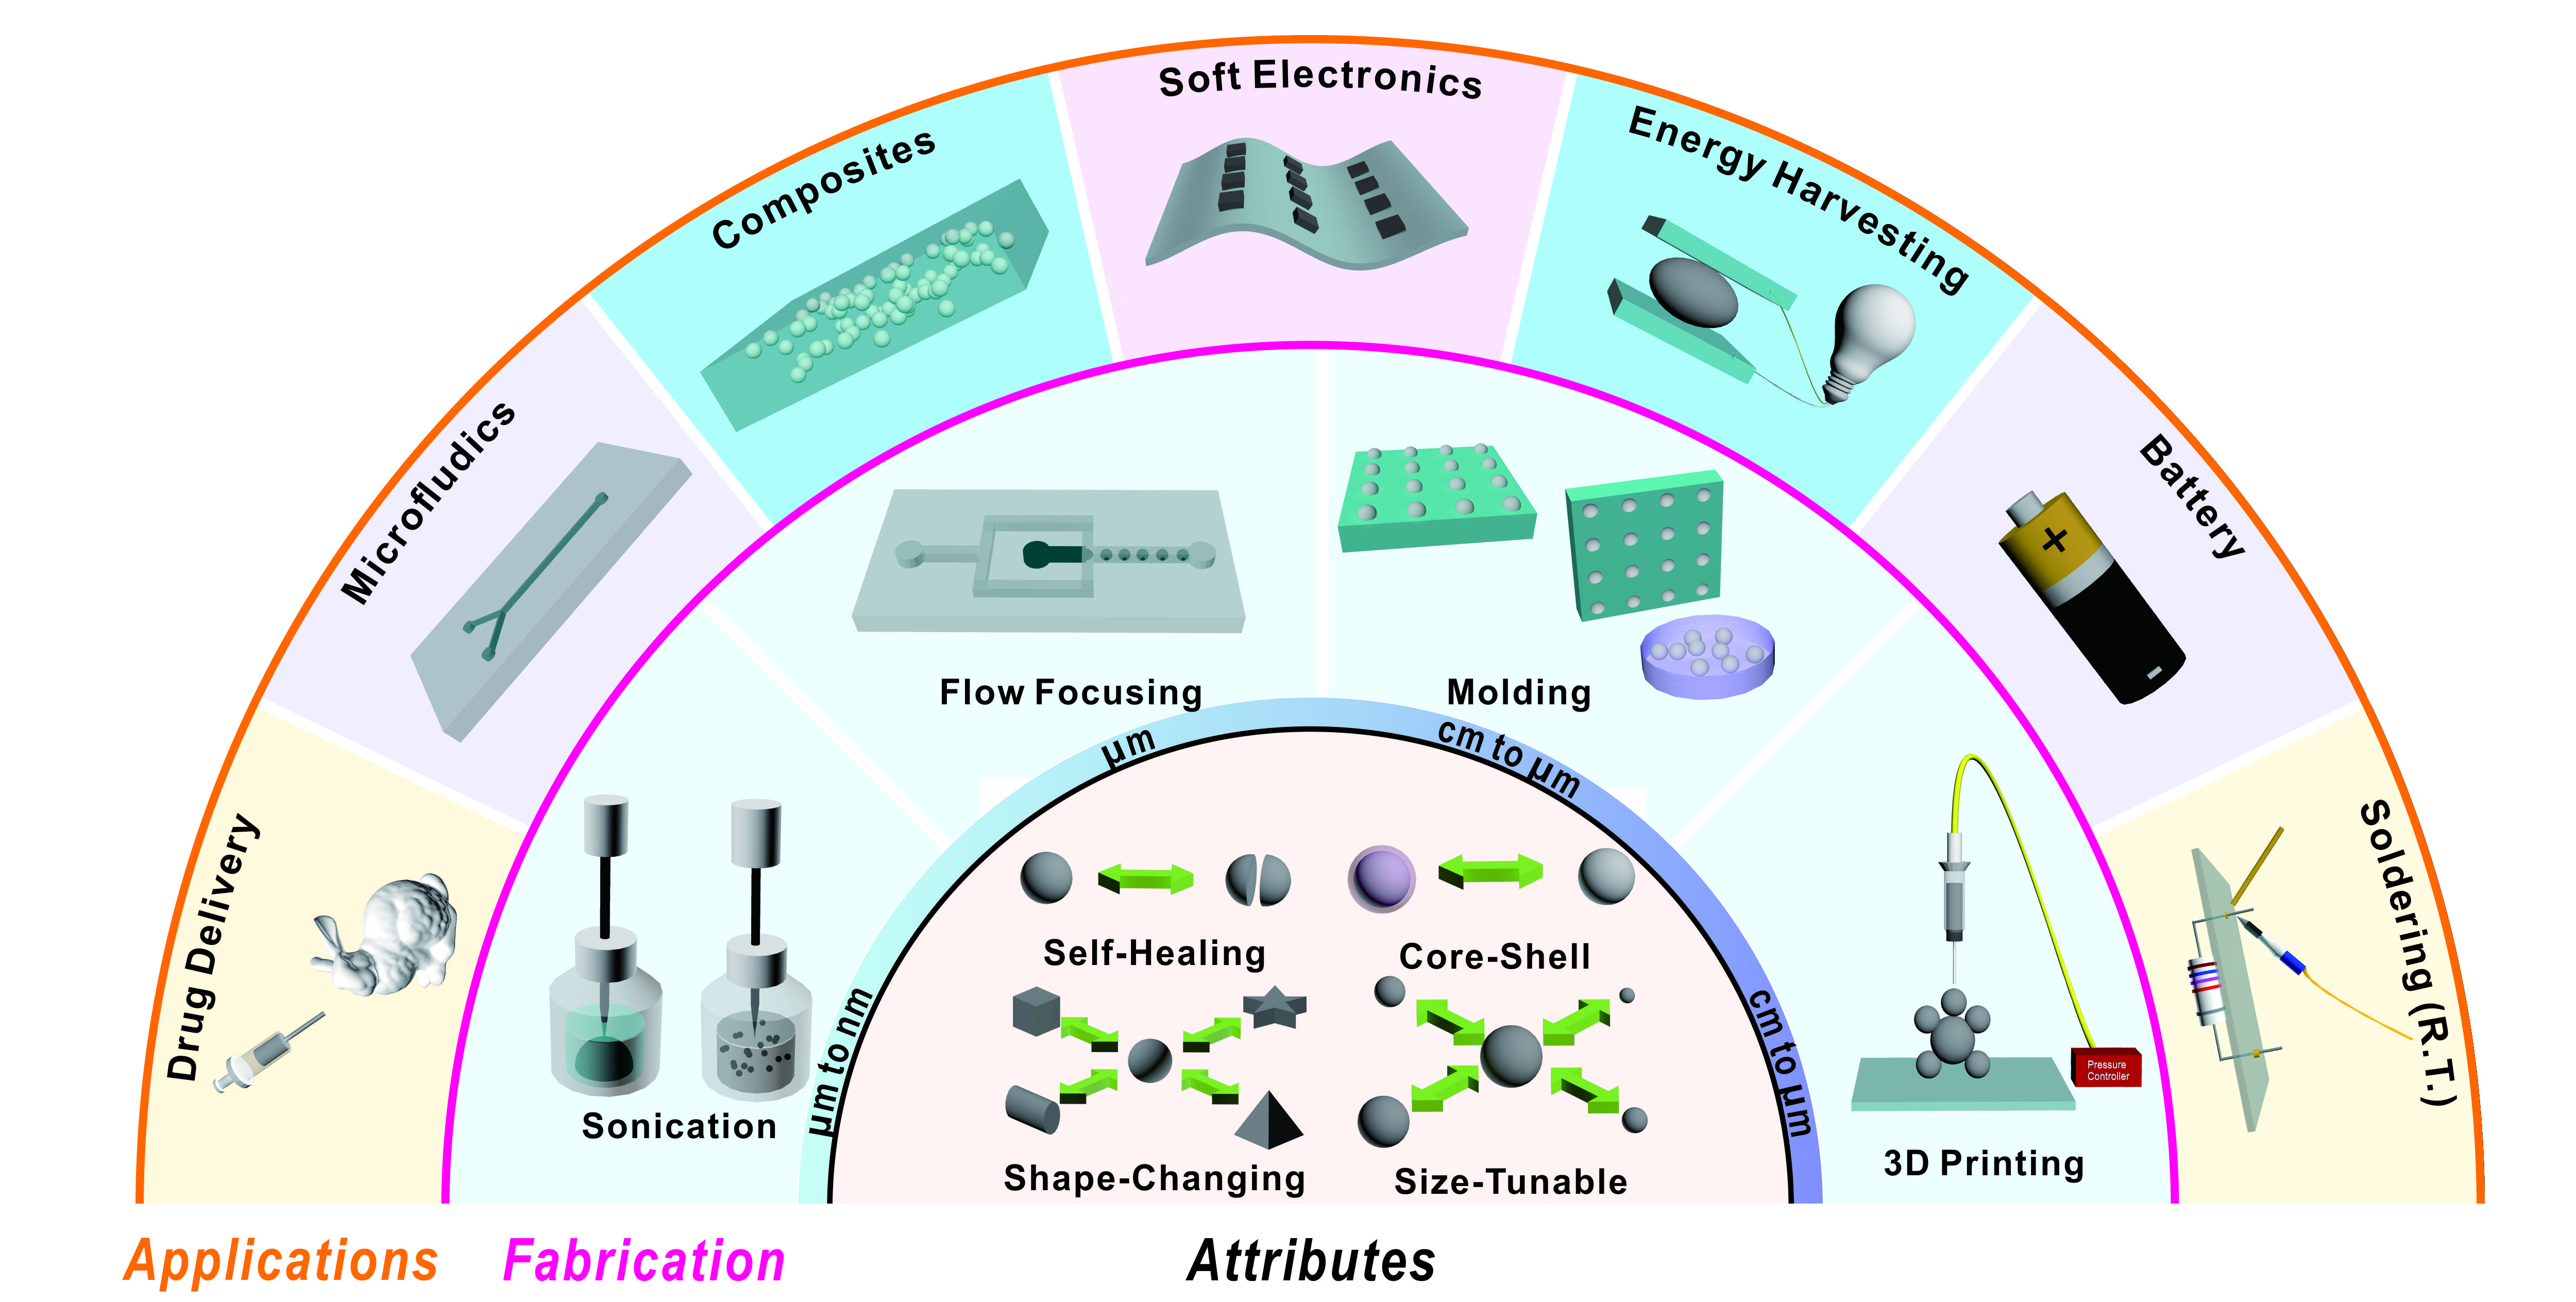 Soft Electronics
Composites
Energy Harvesting
Microfludics
Battery
Drug Delivery
Soldering (R.T.)
Flow Focusing
Molding
Sonication
3D Printing
Pressure
Controller
µm to nm
µm
cm to µm
cm to µm
Self-Healing
Core-Shell
Shape-Changing
Size-Tunable
+
-
Applications
Fabrication
Attributes